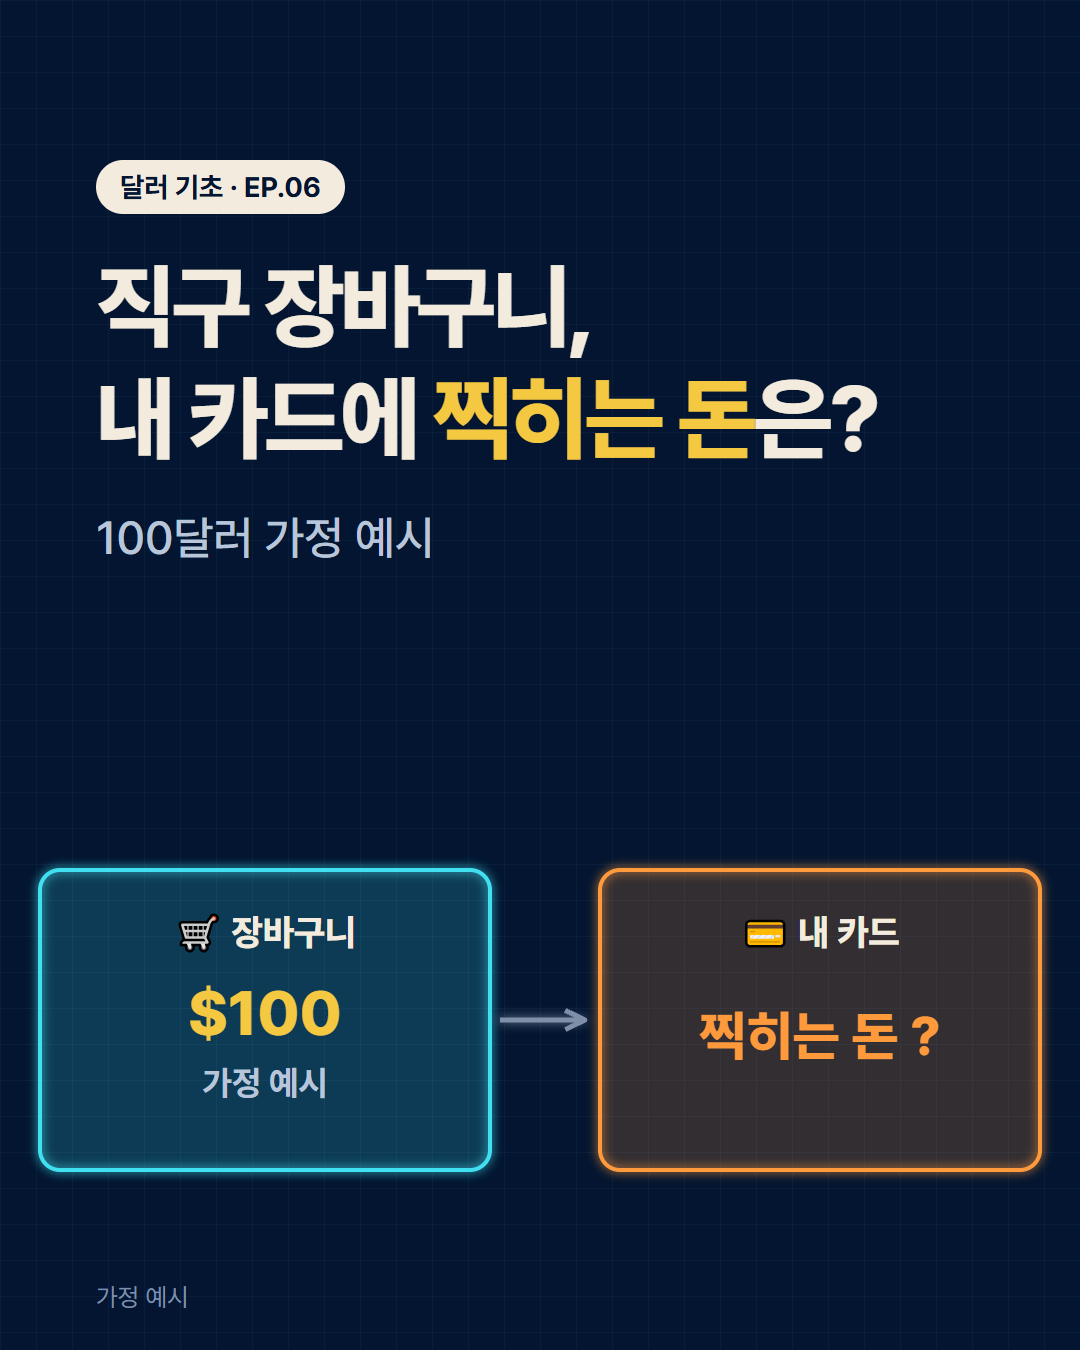 달러 기초 · EP.06
직구 장바구니,
내 카드에 찍히는 돈은?
100달러 가정 예시
장바구니
$100
가정 예시
내 카드
찍히는 돈 ?
가정 예시